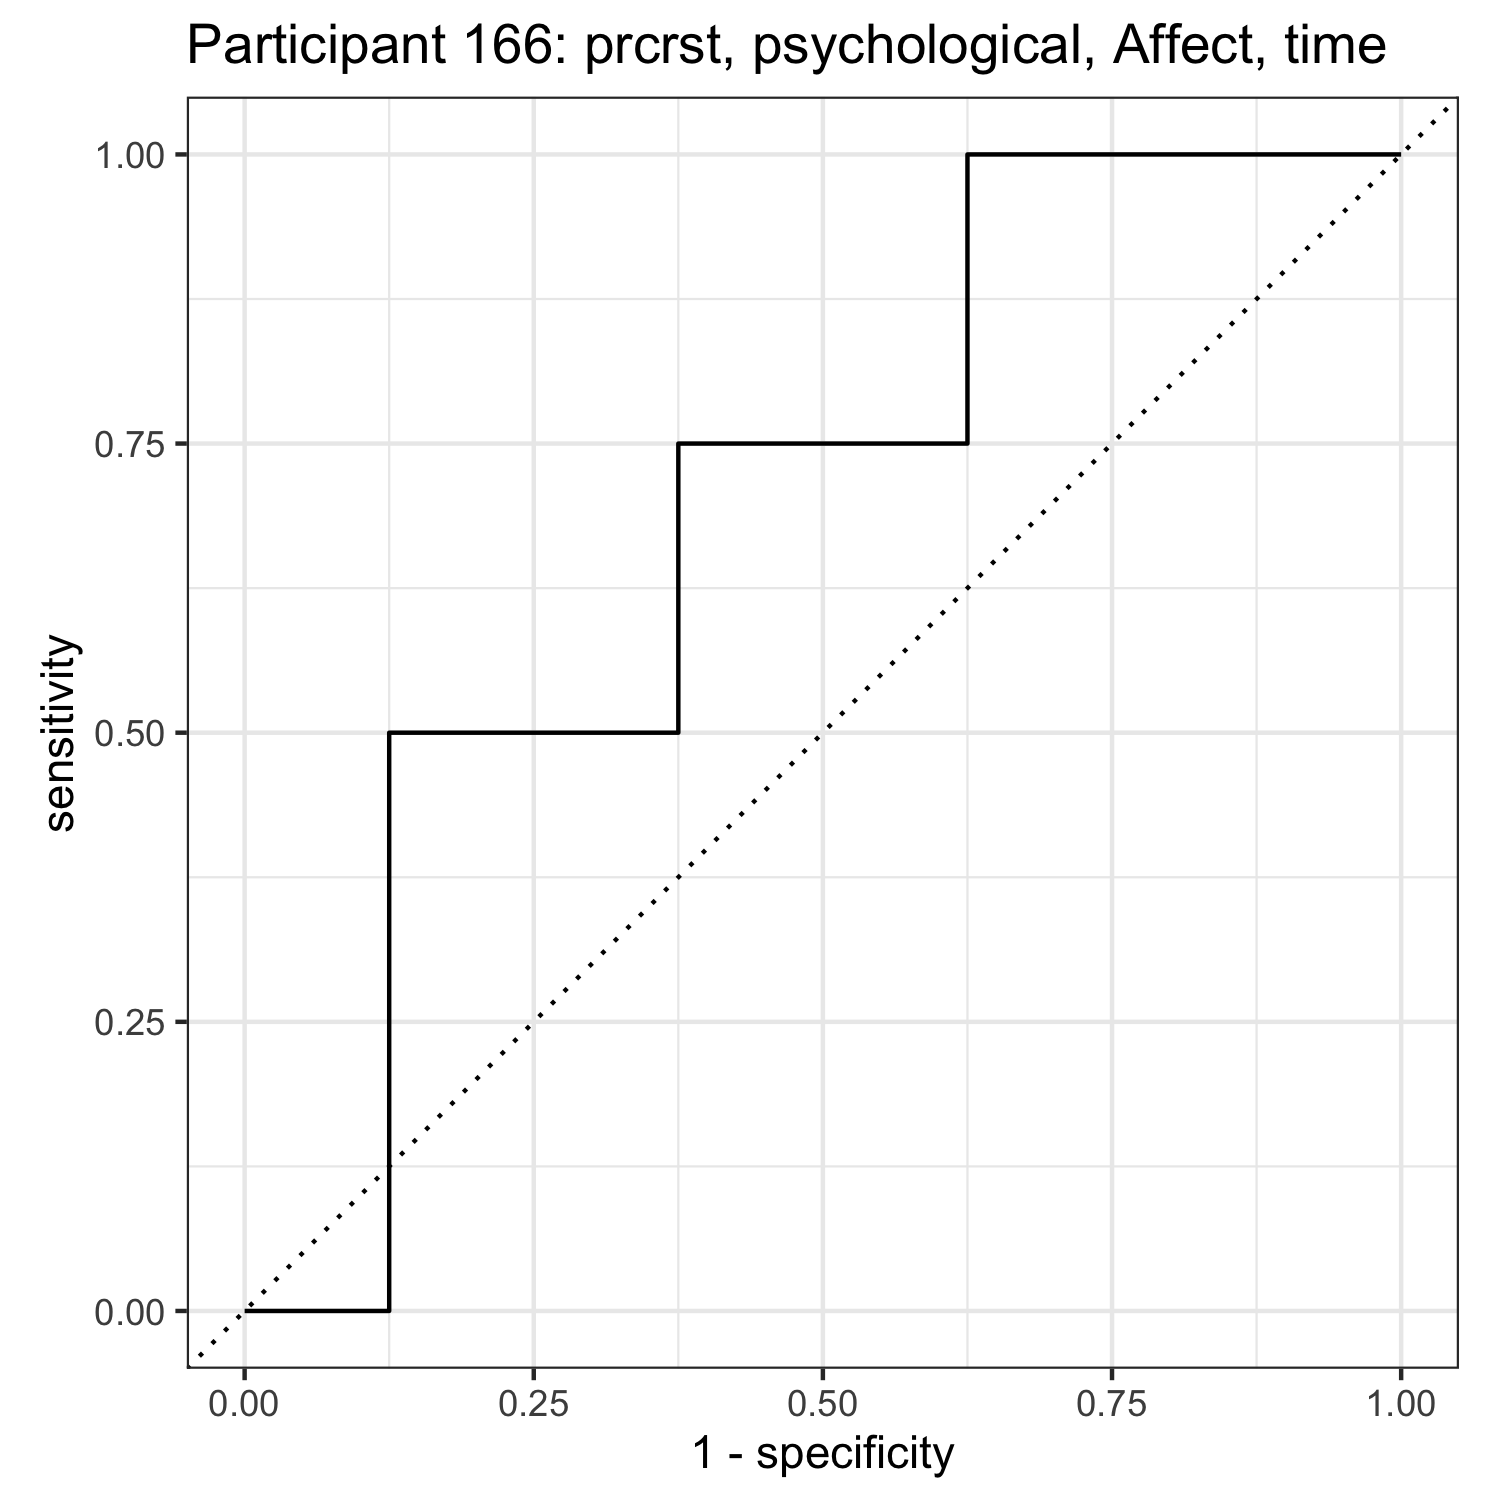 Participant 166: prcrst, psychological, Affect, time
1.00
0.75
0.50
0.25
0.00
sensitivity
0.00 0.25 0.50 0.75 1.00
1 - specificity